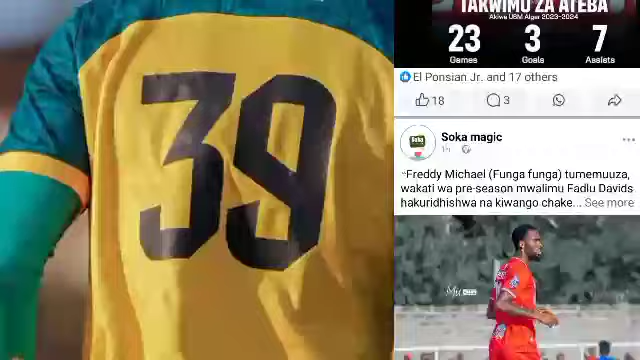 39
TAKWIMU ZA ATEBA
Akiwa USM Alger 2023-2024
23 3 7
Games Goals Assists
El Ponsian Jr. and 17 others
18 3
Soka magic
1h
"Freddy Michael (Funga funga) tumemuuza,
wakati wa pre-season mwalimu Fadlu Davids
hakuridhishwa na kiwango chake... See more